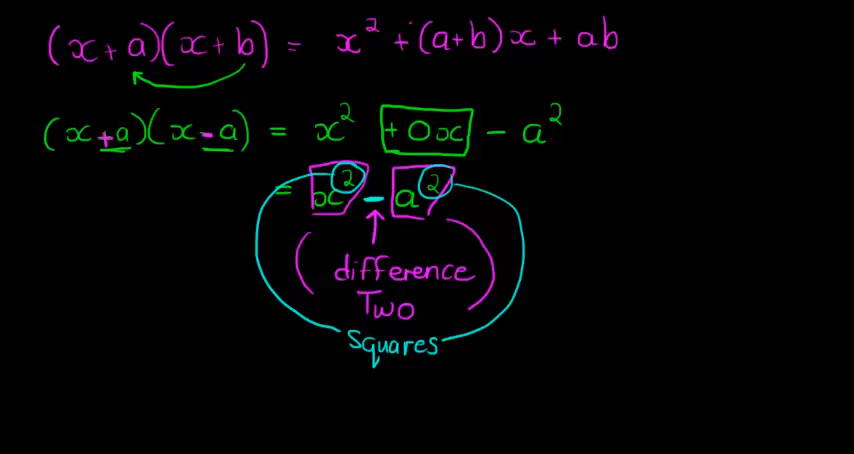 (x + a)(x + b) = x² + (a+b)x + ab
(x + a)(x - a) = x² + 0x - a²
= x² - a²
difference
Two
Squares